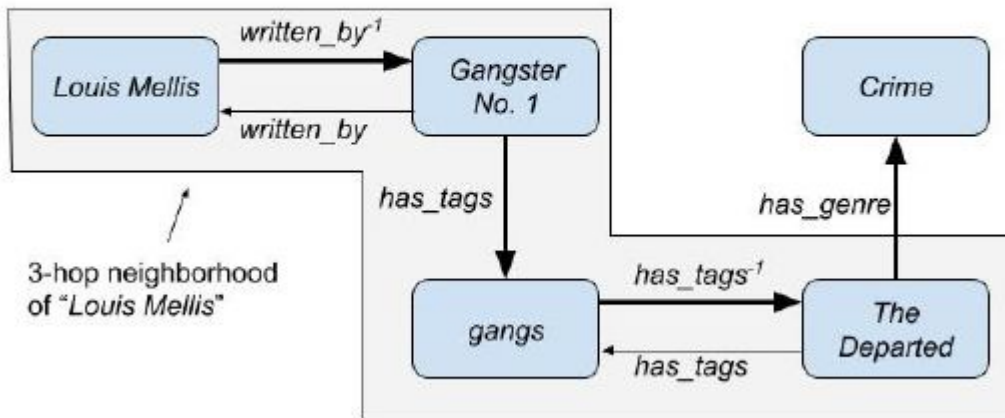 written_by⁻¹
Louis Mellis
Gangster
No. 1
Crime
written_by
has_tags
has_genre
3-hop neighborhood
of “Louis Mellis”
has_tags⁻¹
gangs
The
Departed
has_tags